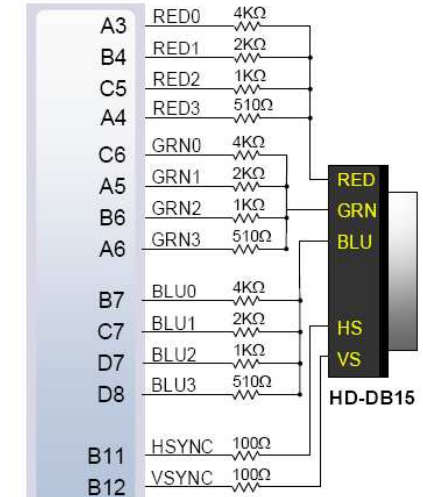 A3 RED0 4KΩ
B4 RED1 2KΩ
C5 RED2 1KΩ
A4 RED3 510Ω
C6 GRN0 4KΩ
A5 GRN1 2KΩ
B6 GRN2 1KΩ
A6 GRN3 510Ω
B7 BLU0 4KΩ
C7 BLU1 2KΩ
D7 BLU2 1KΩ
D8 BLU3 510Ω
B11 HSYNC 100Ω
B12 VSYNC 100Ω
RED
GRN
BLU
HS
VS
HD-DB15